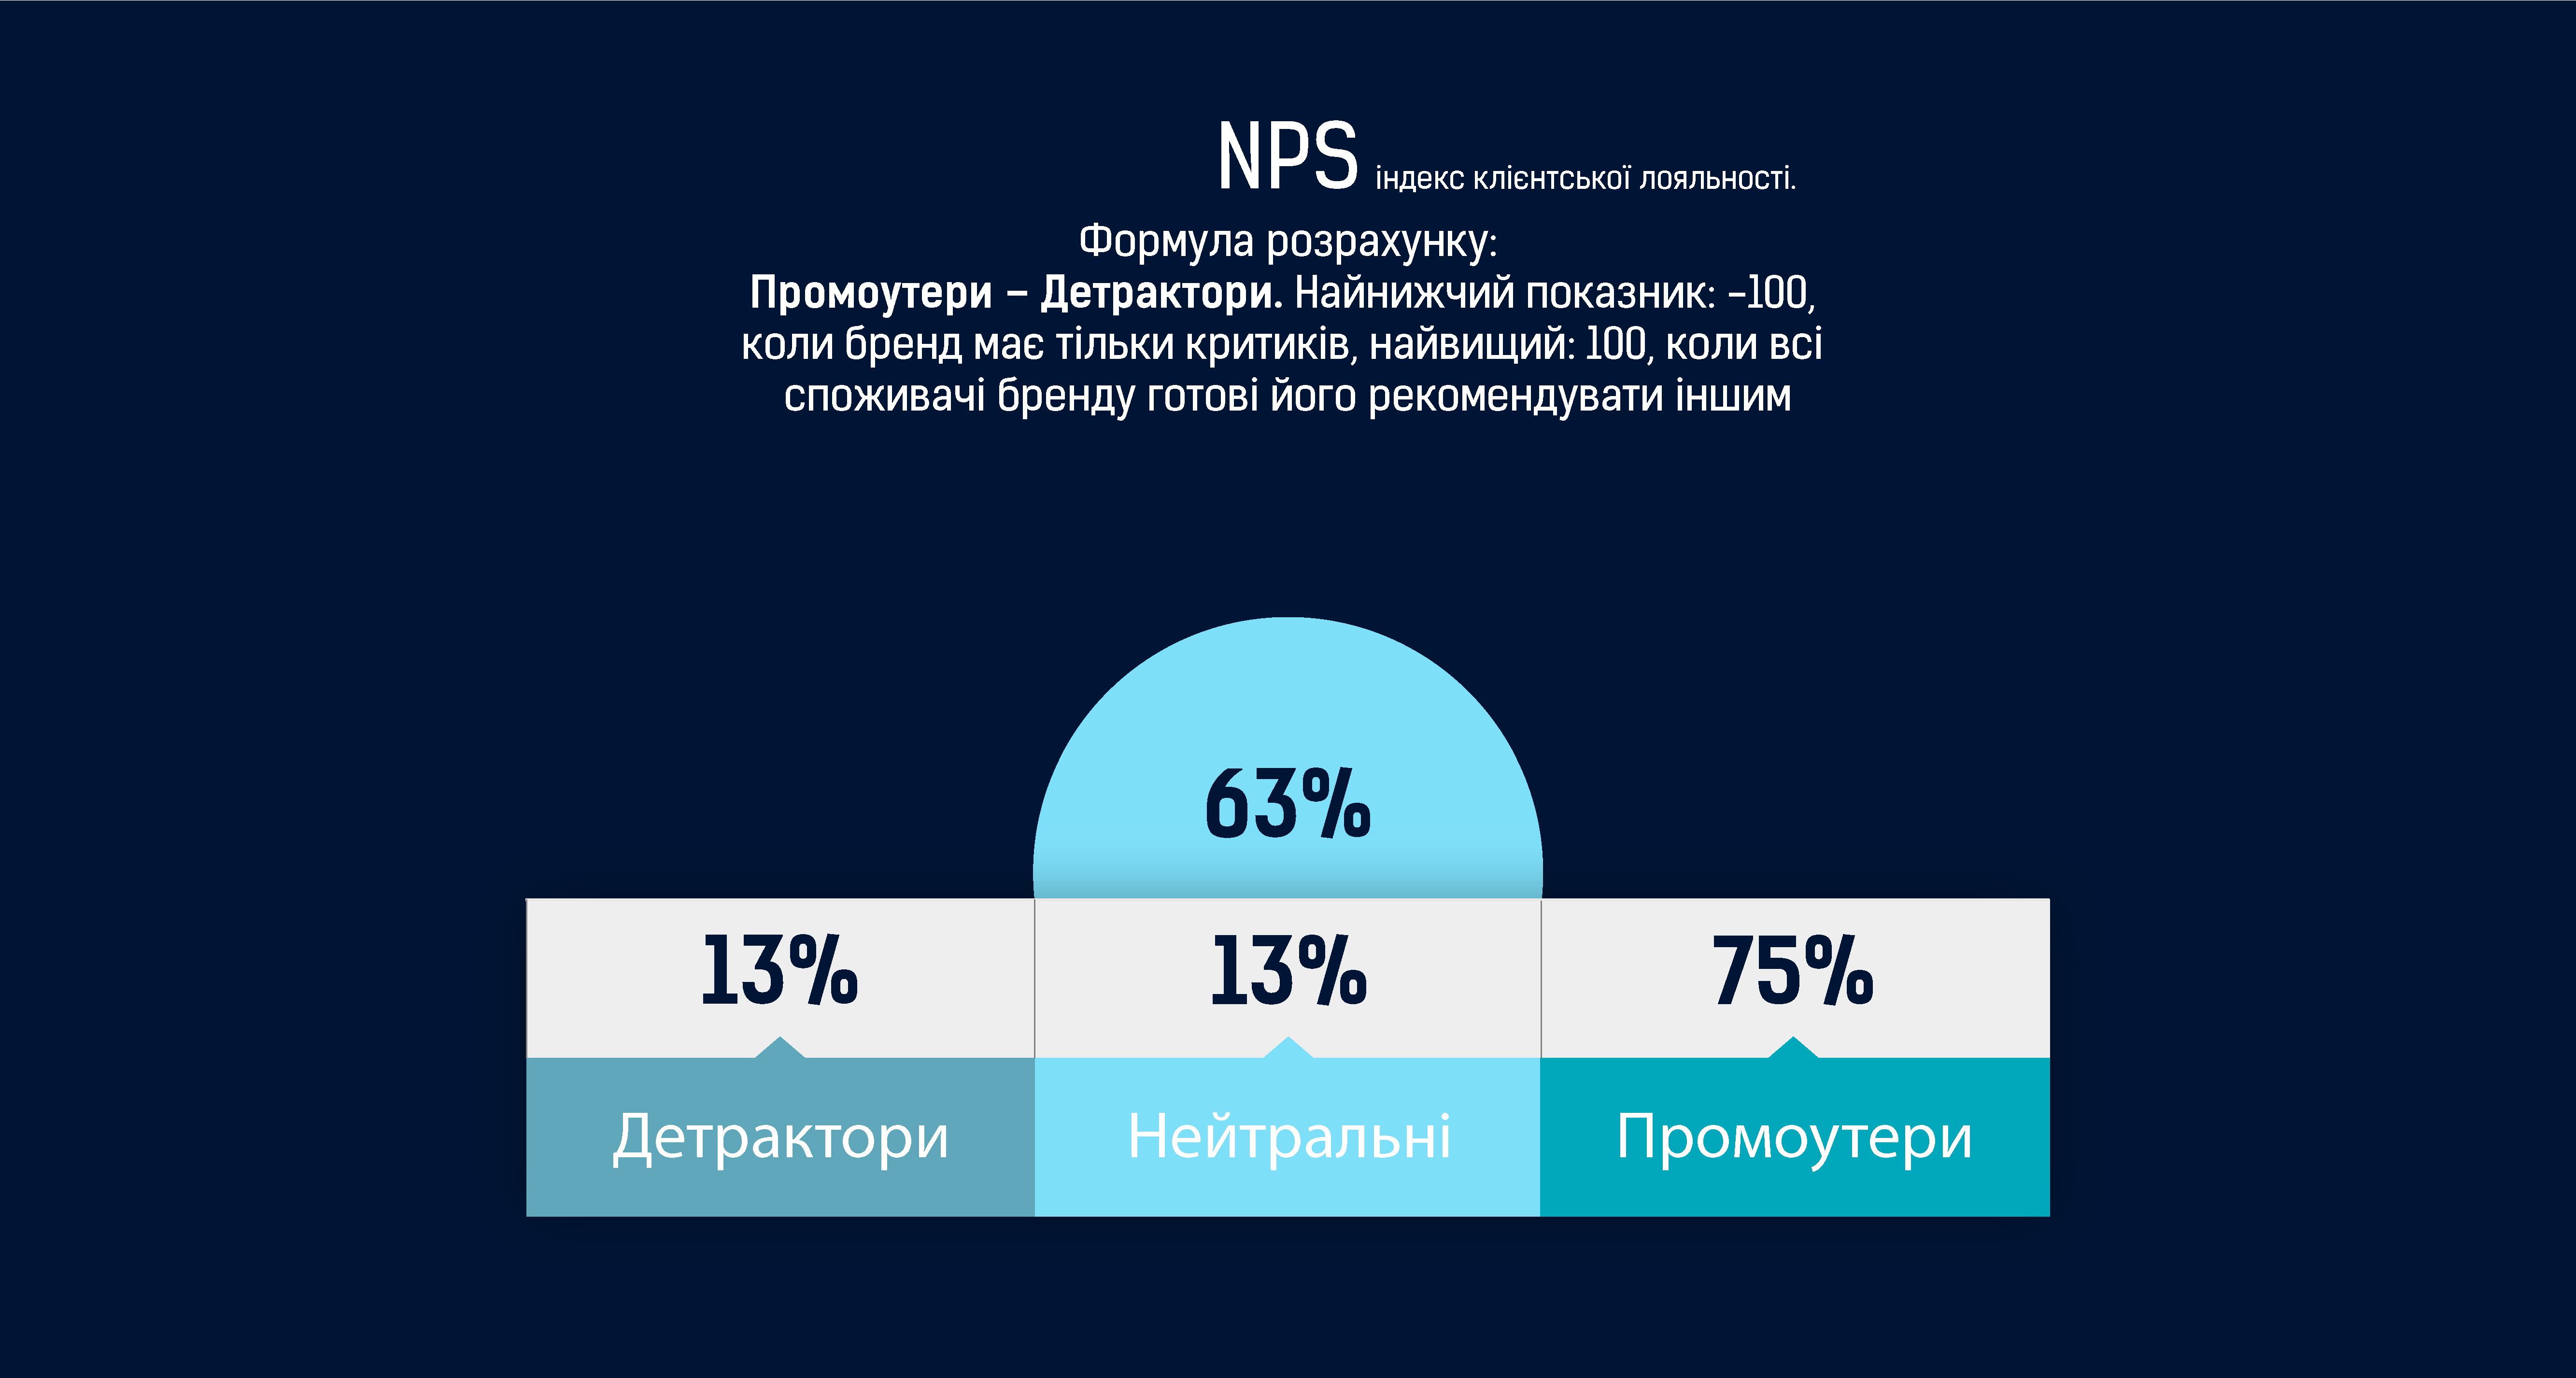 NPS індекс клієнтської лояльності.
Формула розрахунку:
Промоутери – Детрактори. Найнижчий показник: -100,
коли бренд має тільки критиків, найвищий: 100, коли всі
споживачі бренду готові його рекомендувати іншим
63%
13% 13% 75%
Детрактори Нейтральні Промоутери